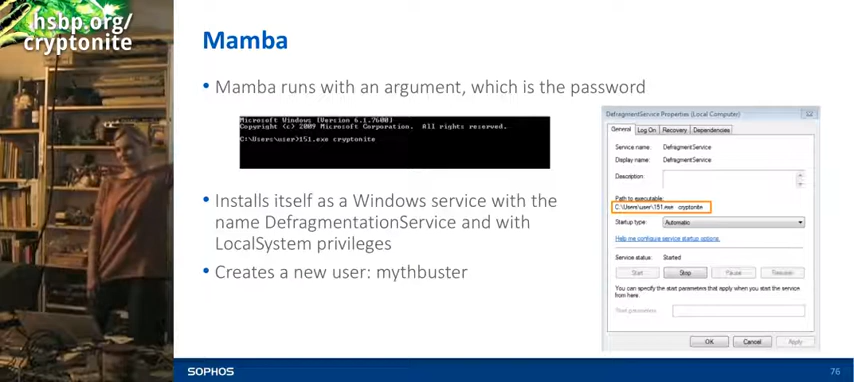 hsbp.org/
cryptonite
Mamba
• Mamba runs with an argument, which is the password
Microsoft Windows [Version 6.1.7600]
Copyright (c) 2009 Microsoft Corporation.  All rights reserved.
C:\Users\user>151.exe cryptonite
• Installs itself as a Windows service with the
name DefragmentationService and with
LocalSystem privileges
• Creates a new user: mythbuster
DefragmentService Properties (Local Computer)
General Log On Recovery Dependencies
Service name: DefragmentService
Display name: DefragmentService
Description:
Path to executable:
C:\Users\user\151.exe cryptonite
Startup type: Automatic
Help me configure service startup options.
Service status: Started
Start Stop Pause Resume
You can specify the start parameters that apply when you start the service
from here.
Start parameters:
OK Cancel Apply
SOPHOS
76